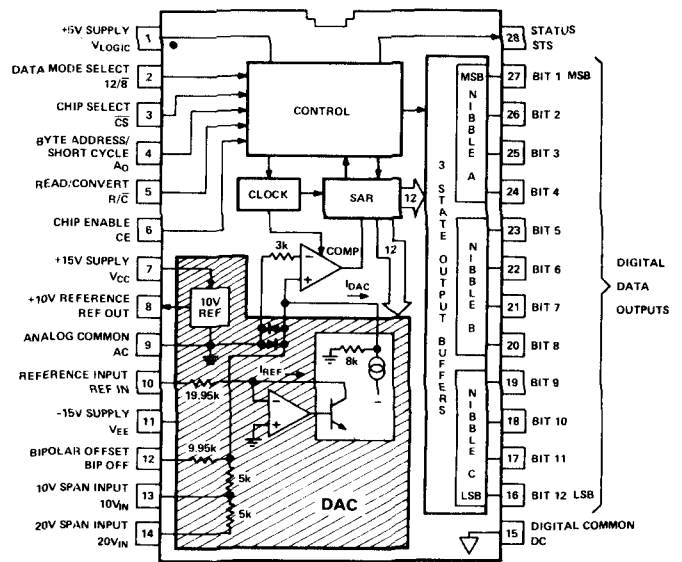 +5V SUPPLY
VLOGIC
1
DATA MODE SELECT
12/8̅
2
CHIP SELECT
C̅S̅
3
BYTE ADDRESS/
SHORT CYCLE
AO
4
READ/CONVERT
R/C̅
5
CHIP ENABLE
CE
6
+15V SUPPLY
VCC
7
+10V REFERENCE
REF OUT
8
ANALOG COMMON
AC
9
REFERENCE INPUT
REF IN
10
-15V SUPPLY
VEE
11
BIPOLAR OFFSET
BIP OFF
12
10V SPAN INPUT
10VIN
13
20V SPAN INPUT
20VIN
14
CONTROL
CLOCK
SAR
12
12
3k
COMP
IDAC
10V
REF
IREF
8k
19.95k
9.95k
5k
5k
DAC
3 STATE OUTPUT BUFFERS
MSB
NIBBLE A
NIBBLE B
NIBBLE C
LSB
28
STATUS
STS
27
BIT 1 MSB
26
BIT 2
25
BIT 3
24
BIT 4
23
BIT 5
22
BIT 6
21
BIT 7
20
BIT 8
19
BIT 9
18
BIT 10
17
BIT 11
16
BIT 12 LSB
15
DIGITAL COMMON
DC
DIGITAL
DATA
OUTPUTS